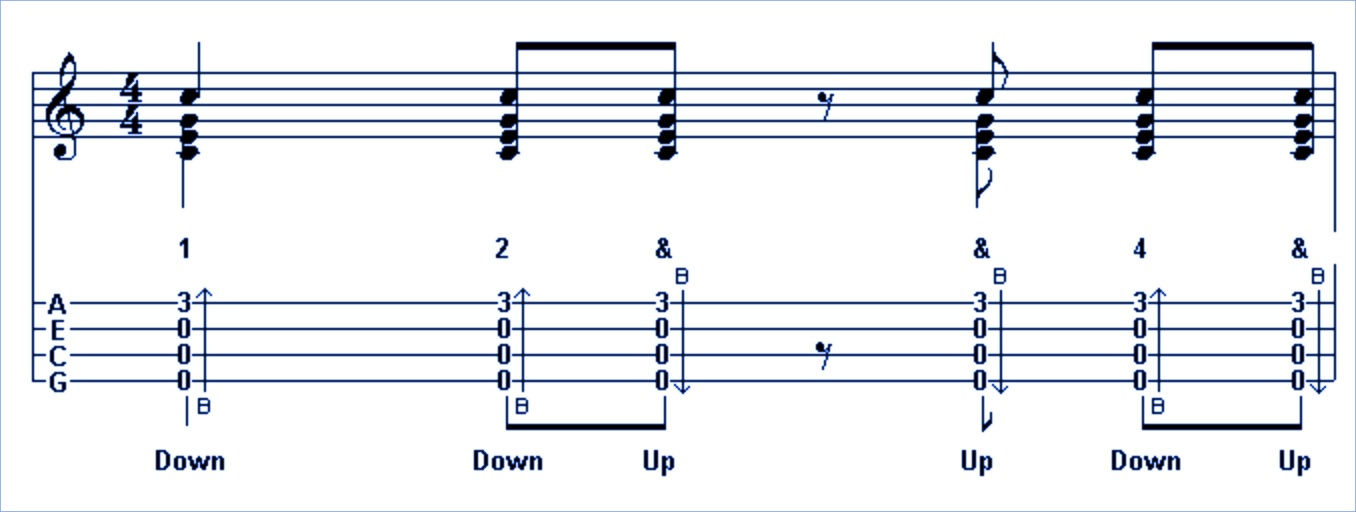 4
4
1 2 & & 4 &
B B B
A 3 3 3 3 3 3
E 0 0 0 0 0 0
C 0 0 0 0 0 0
G 0 0 0 0 0 0
B B B
Down Down Up Up Down Up